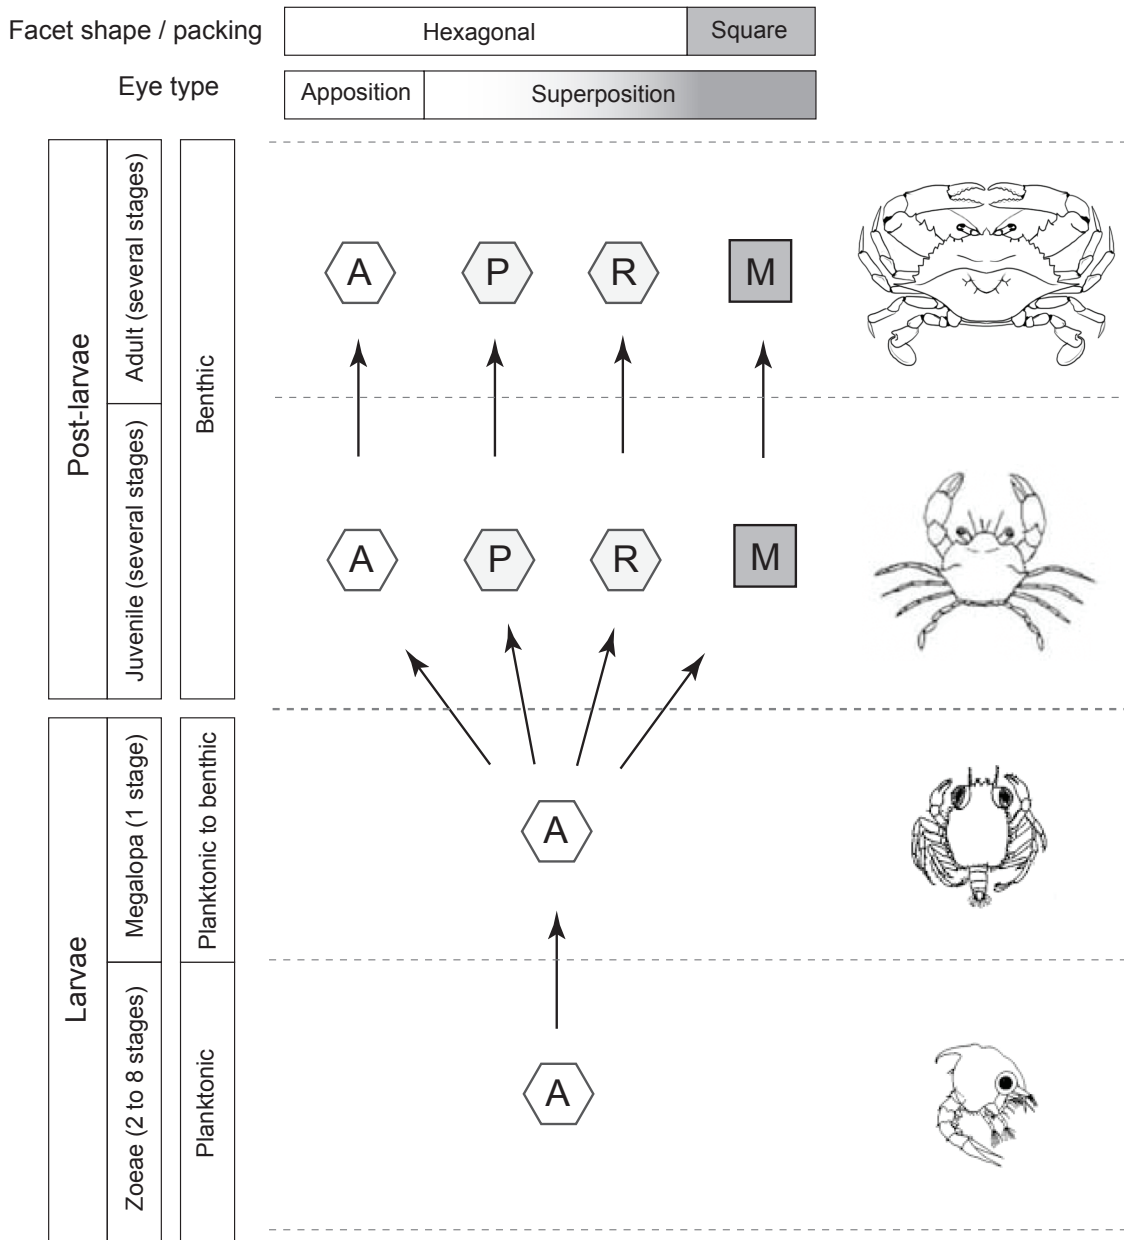 Facet shape / packing
Hexagonal
Square
Eye type
Apposition
Superposition
Post-larvae
Adult (several stages)
Benthic
A
P
R
M
Juvenile (several stages)
A
P
R
M
Larvae
Megalopa (1 stage)
Planktonic to benthic
A
Zoeae (2 to 8 stages)
Planktonic
A